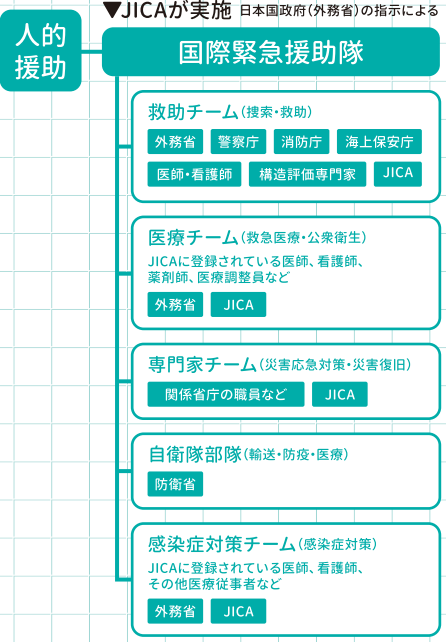 ▼JICAが実施 日本国政府(外務省)の指示による
人的
援助
国際緊急援助隊
救助チーム(捜索・救助)
外務省 警察庁 消防庁 海上保安庁
医師・看護師 構造評価専門家 JICA
医療チーム(救急医療・公衆衛生)
JICAに登録されている医師、看護師、
薬剤師、医療調整員など
外務省 JICA
専門家チーム(災害応急対策・災害復旧)
関係省庁の職員など JICA
自衛隊部隊(輸送・防疫・医療)
防衛省
感染症対策チーム(感染症対策)
JICAに登録されている医師、看護師、
その他医療従事者など
外務省 JICA